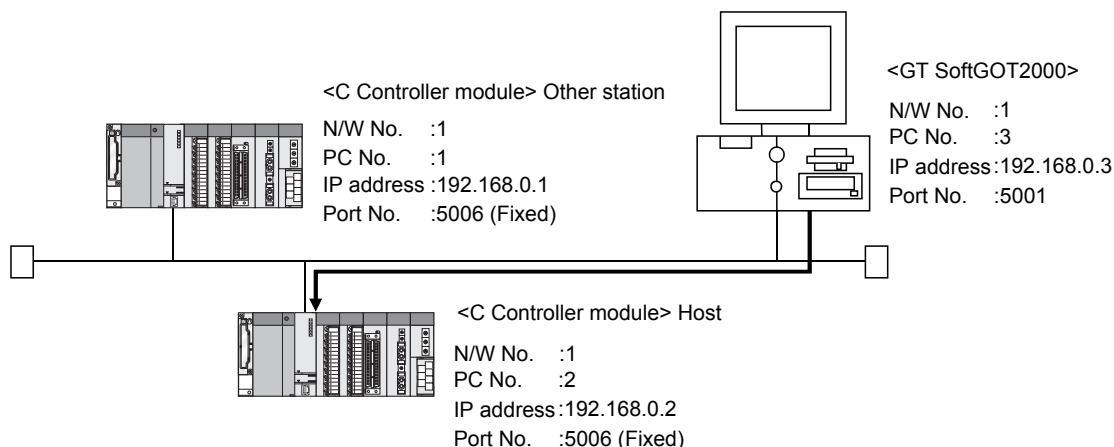 <C Controller module> Other station
N/W No. :1
PC No. :1
IP address :192.168.0.1
Port No. :5006 (Fixed)
<GT SoftGOT2000>
N/W No. :1
PC No. :3
IP address :192.168.0.3
Port No. :5001
<C Controller module> Host
N/W No. :1
PC No. :2
IP address :192.168.0.2
Port No. :5006 (Fixed)